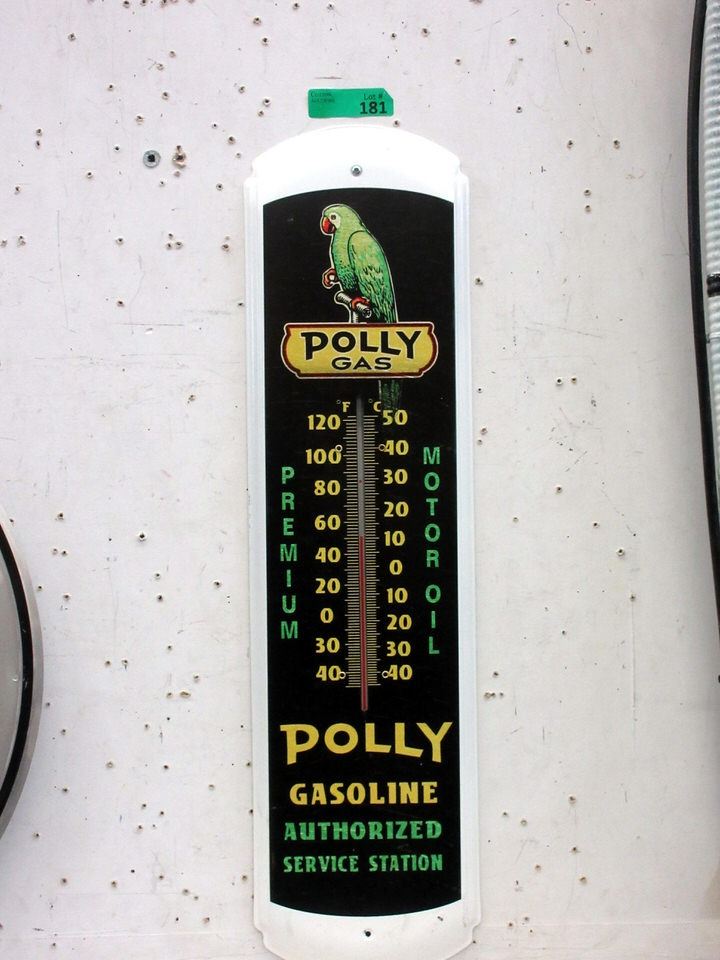 Lot #
181
POLLY
GAS
°F °C
120 50
100 40
80 30
60 20
40 10
20 0
0 10
20
30 30
40 40
PREMIUM
MOTOR OIL
POLLY
GASOLINE
AUTHORIZED
SERVICE STATION